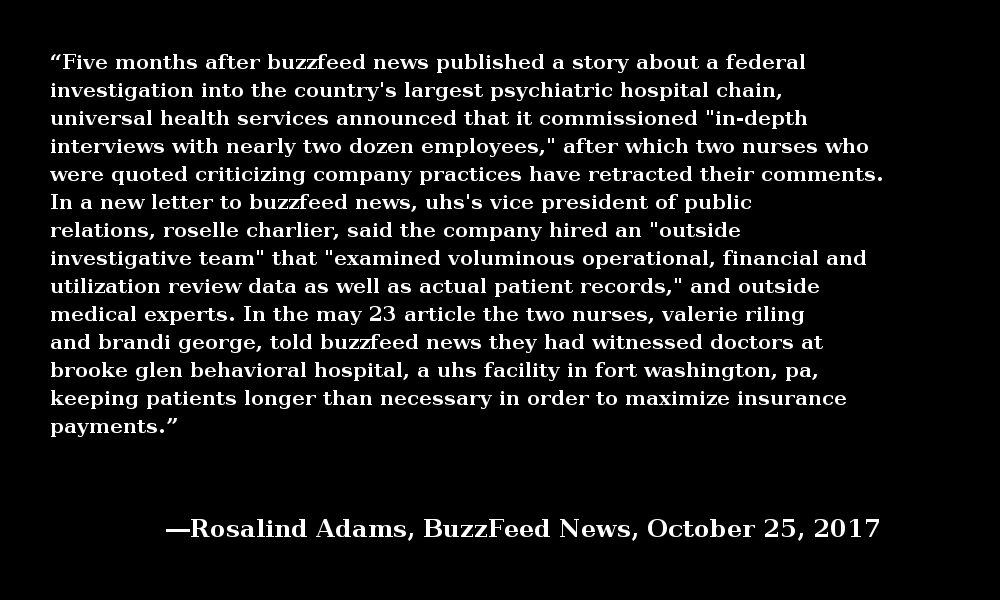 “Five months after buzzfeed news published a story about a federal
investigation into the country's largest psychiatric hospital chain,
universal health services announced that it commissioned "in-depth
interviews with nearly two dozen employees," after which two nurses who
were quoted criticizing company practices have retracted their comments.
In a new letter to buzzfeed news, uhs's vice president of public
relations, roselle charlier, said the company hired an "outside
investigative team" that "examined voluminous operational, financial and
utilization review data as well as actual patient records," and outside
medical experts. In the may 23 article the two nurses, valerie riling
and brandi george, told buzzfeed news they had witnessed doctors at
brooke glen behavioral hospital, a uhs facility in fort washington, pa,
keeping patients longer than necessary in order to maximize insurance
payments.”
—Rosalind Adams, BuzzFeed News, October 25, 2017